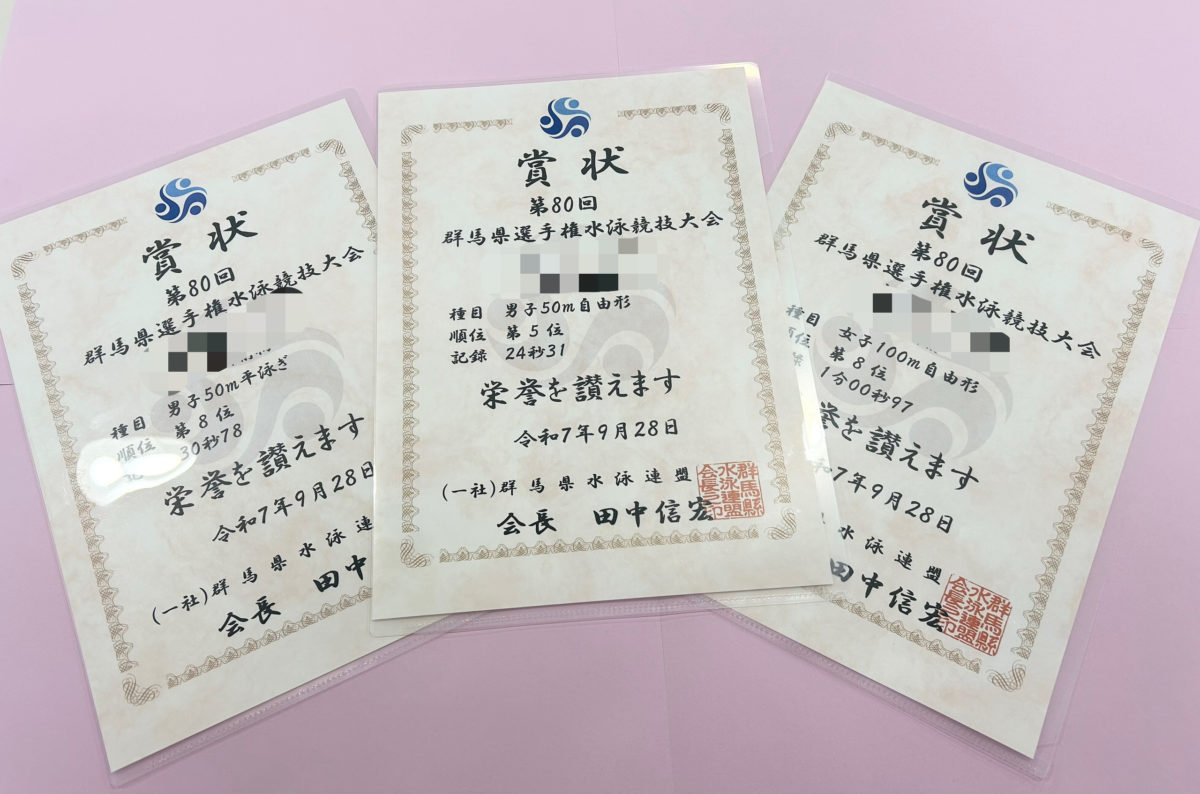 賞状
第80回
群馬県選手権水泳競技大会
種目 男子50m平泳ぎ
順位 第8位
30秒78
栄誉を讃えます
令和7年9月28日
(一社)群馬県水泳連
会長 田中
賞状
第80回
群馬県選手権水泳競技大会
種目 男子50m自由形
順位 第5位
記録 24秒31
栄誉を讃えます
令和7年9月28日
(一社)群馬県水泳連盟
会長 田中信宏
群馬縣
水泳連盟
会長之印
賞状
第80回
群馬県選手権水泳競技大会
種目 女子100m自由形
順位 第8位
1分00秒97
誉を讃えます
和7年9月28日
水泳連盟
田中信宏
群馬縣
水泳連盟
会長之印